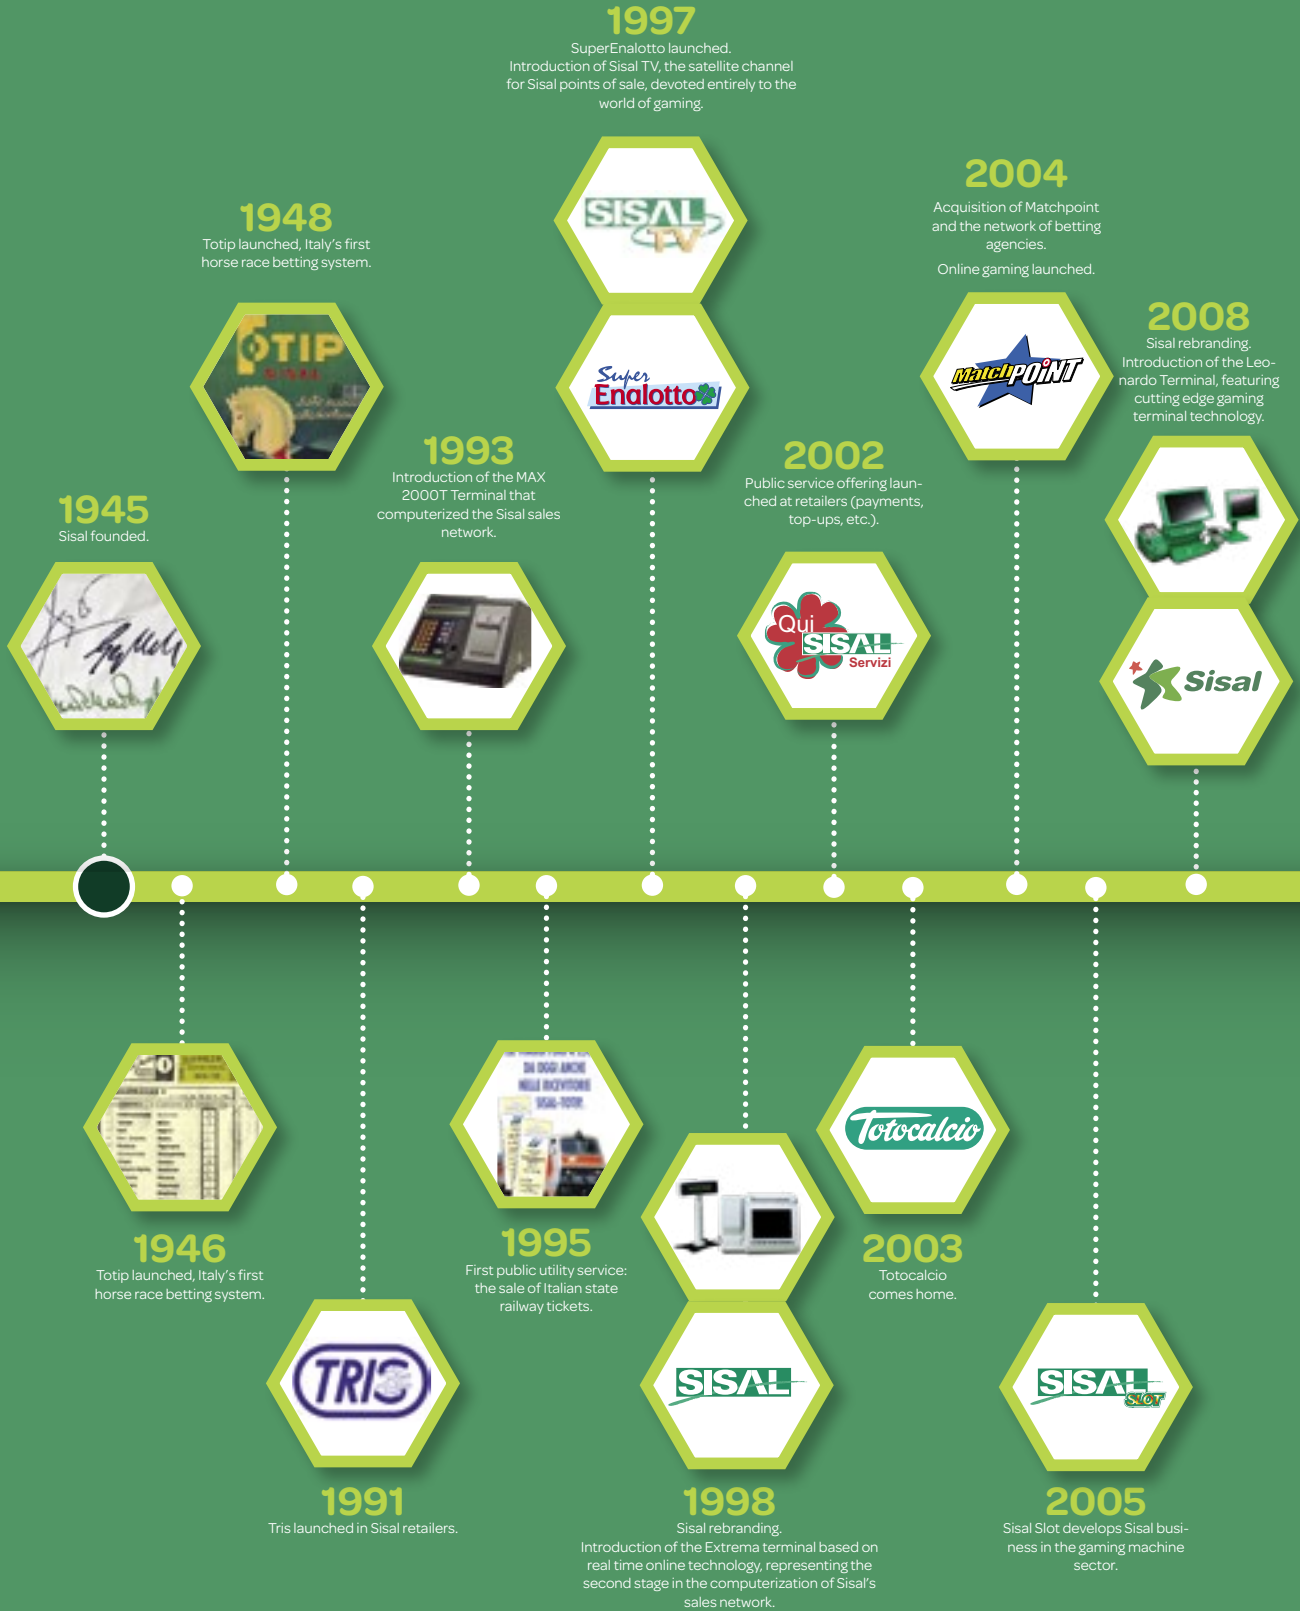 1997
SuperEnalotto launched.
Introduction of Sisal TV, the satellite channel
for Sisal points of sale, devoted entirely to the
world of gaming.
SISAL
TV
Super
Enalotto
2004
Acquisition of Matchpoint
and the network of betting
agencies.
Online gaming launched.
MatchPOiNT
1948
Totip launched, Italy's first
horse race betting system.
OTIP
SISAL
2008
Sisal rebranding.
Introduction of the Leo-
nardo Terminal, featuring
cutting edge gaming
terminal technology.
Sisal
1993
Introduction of the MAX
2000T Terminal that
computerized the Sisal sales
network.
2002
Public service offering laun-
ched at retailers (payments,
top-ups, etc.).
Qui
SISAL
Servizi
1945
Sisal founded.
1946
Totip launched, Italy's first
horse race betting system.
DA OGGI ANCHE
NELLE RICEVITORIE
SISAL-TOTIP.
1995
First public utility service:
the sale of Italian state
railway tickets.
Totocalcio
2003
Totocalcio
comes home.
TRIS
1991
Tris launched in Sisal retailers.
SISAL
1998
Sisal rebranding.
Introduction of the Extrema terminal based on
real time online technology, representing the
second stage in the computerization of Sisal's
sales network.
SISAL
SLOT
2005
Sisal Slot develops Sisal busi-
ness in the gaming machine
sector.